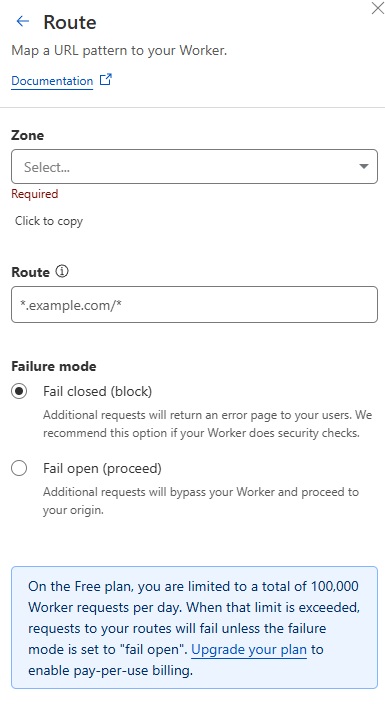 Route
Map a URL pattern to your Worker.
Documentation
Zone
Select...
Required
Click to copy
Route
*.example.com/*
Failure mode
Fail closed (block)
Additional requests will return an error page to your users. We
recommend this option if your Worker does security checks.
Fail open (proceed)
Additional requests will bypass your Worker and proceed to
your origin.
On the Free plan, you are limited to a total of 100,000
Worker requests per day. When that limit is exceeded,
requests to your routes will fail unless the failure
mode is set to "fail open". Upgrade your plan to
enable pay-per-use billing.